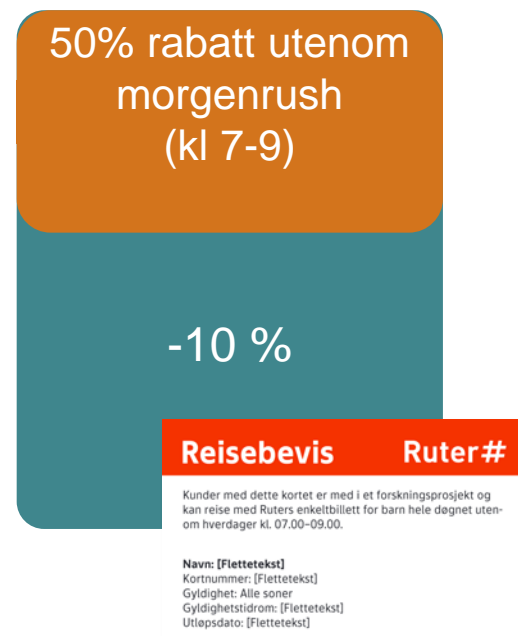 50% rabatt utenom
morgenrush
(kl 7-9)
-10 %
Reisebevis Ruter#
Kunder med dette kortet er med i et forskningsprosjekt og
kan reise med Ruters enkeltbillett for barn hele døgnet uten-
om hverdager kl. 07.00–09.00.
Navn: [Flettetekst]
Kortnummer: [Flettetekst]
Gyldighet: Alle soner
Gyldighetstidrom: [Flettetekst]
Utløpsdato: [Flettetekst]